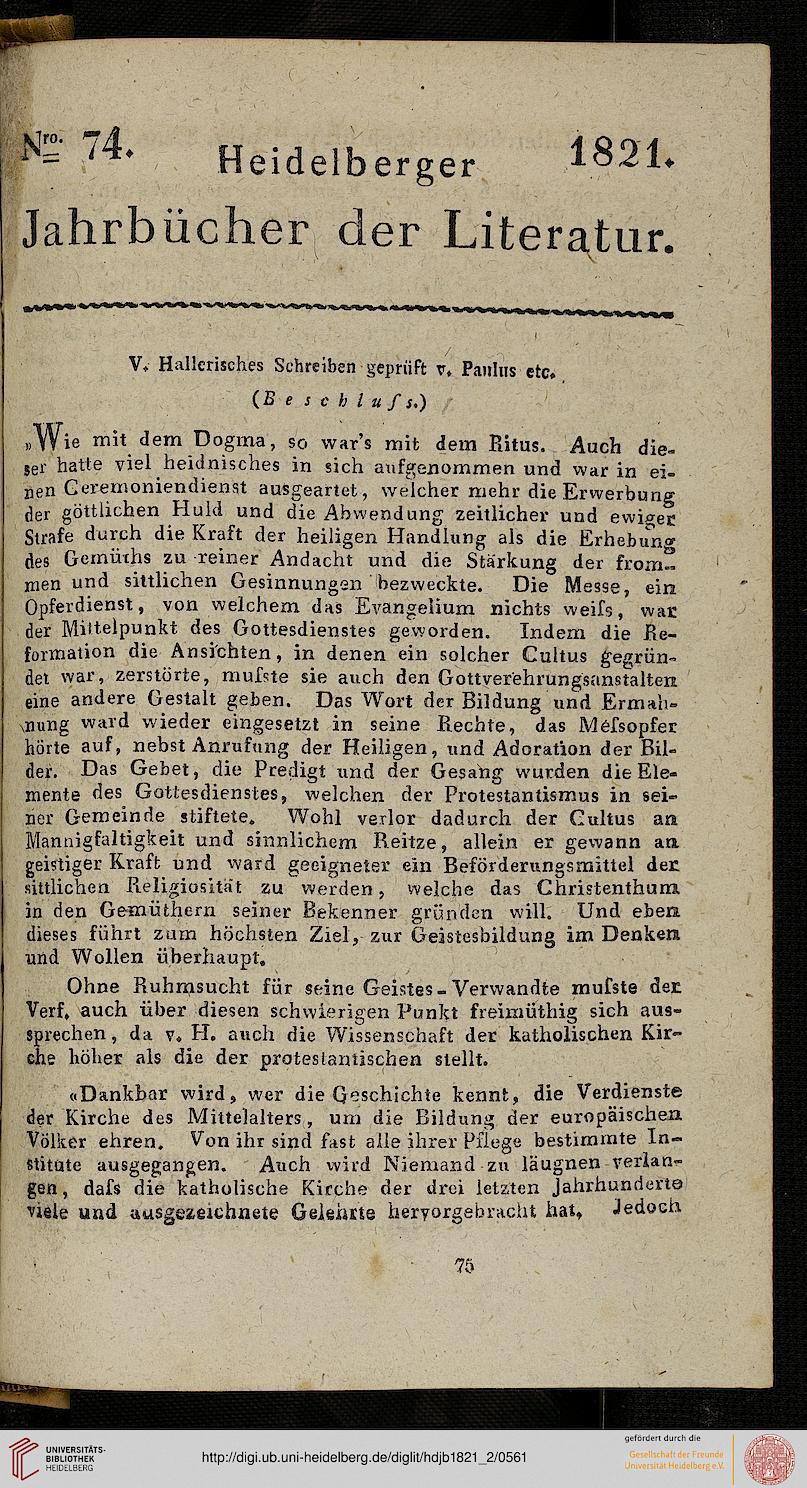 Nro. 74.
Heidelberger
1821.
Jahrbücher der Literatur.
V. Hallerisches Schreiben geprüft v. Paulus etc.
(Beschluſs.)
„Wie mit dem Dogma, so war's mit dem Ritus. Auch die-
ser hatte viel heidnisches in sich aufgenommen und war in ei-
nen Ceremoniendienst ausgeartet, welcher mehr die Erwerbung
der göttlichen Huld und die Abwendung zeitlicher und ewiger
Strafe durch die Kraft der heiligen Handlung als die Erhebung
des Gemüths zu reiner Andacht und die Stärkung der from-
men und sittlichen Gesinnungen bezweckte. Die Messe, ein
Opferdienst, von welchem das Evangelium nichts weiſs, war
der Mittelpunkt des Gottesdienstes geworden. Indem die Re-
formation die Ansichten, in denen ein solcher Cultus gegrün-
det war, zerstörte, muſste sie auch den Gottverehrungsanstalten
eine andere Gestalt geben. Das Wort der Bildung und Ermah-
nung ward wieder eingesetzt in seine Rechte, das Meſsopfer
hörte auf, nebst Anrufung der Heiligen, und Adoration der Bil-
der. Das Gebet, die Predigt und der Gesang wurden die Ele-
mente des Gottesdienstes, welchen der Protestantismus in sei-
ner Gemeinde stiftete. Wohl verlor dadurch der Cultus an
Mannigfaltigkeit und sinnlichem Reitze, allein er gewann an
geistiger Kraft und ward geeigneter ein Beförderungsmittel der
sittlichen Religiosität zu werden, welche das Christenthum
in den Gemüthern seiner Bekenner gründen will. Und eben
dieses führt zum höchsten Ziel, zur Geistesbildung im Denken
und Wollen überhaupt.
Ohne Ruhmsucht für seine Geistes-Verwandte muſste der
Verf. auch über diesen schwierigen Punkt freimüthig sich aus-
sprechen, da v. H. auch die Wissenschaft der katholischen Kir-
che höher als die der protestantischen stellt.
«Dankbar wird, wer die Geschichte kennt, die Verdienste
der Kirche des Mittelalters, um die Bildung der europäischen
Völker ehren. Von ihr sind fast alle ihrer Pflege bestimmte In-
stitute ausgegangen. Auch wird Niemand zu läugnen verlan-
gen, daſs die katholische Kirche der drei letzten Jahrhunderte
viele und ausgezeichnete Gelehrte hervorgebracht hat. Jedoch
75
UNIVERSITÄTS-
BIBLIOTHEK
HEIDELBERG
http://digi.ub.uni-heidelberg.de/diglit/hdjb1821_2/0561
gefördert durch die
Gesellschaft der Freunde
Universität Heidelberg e.V.